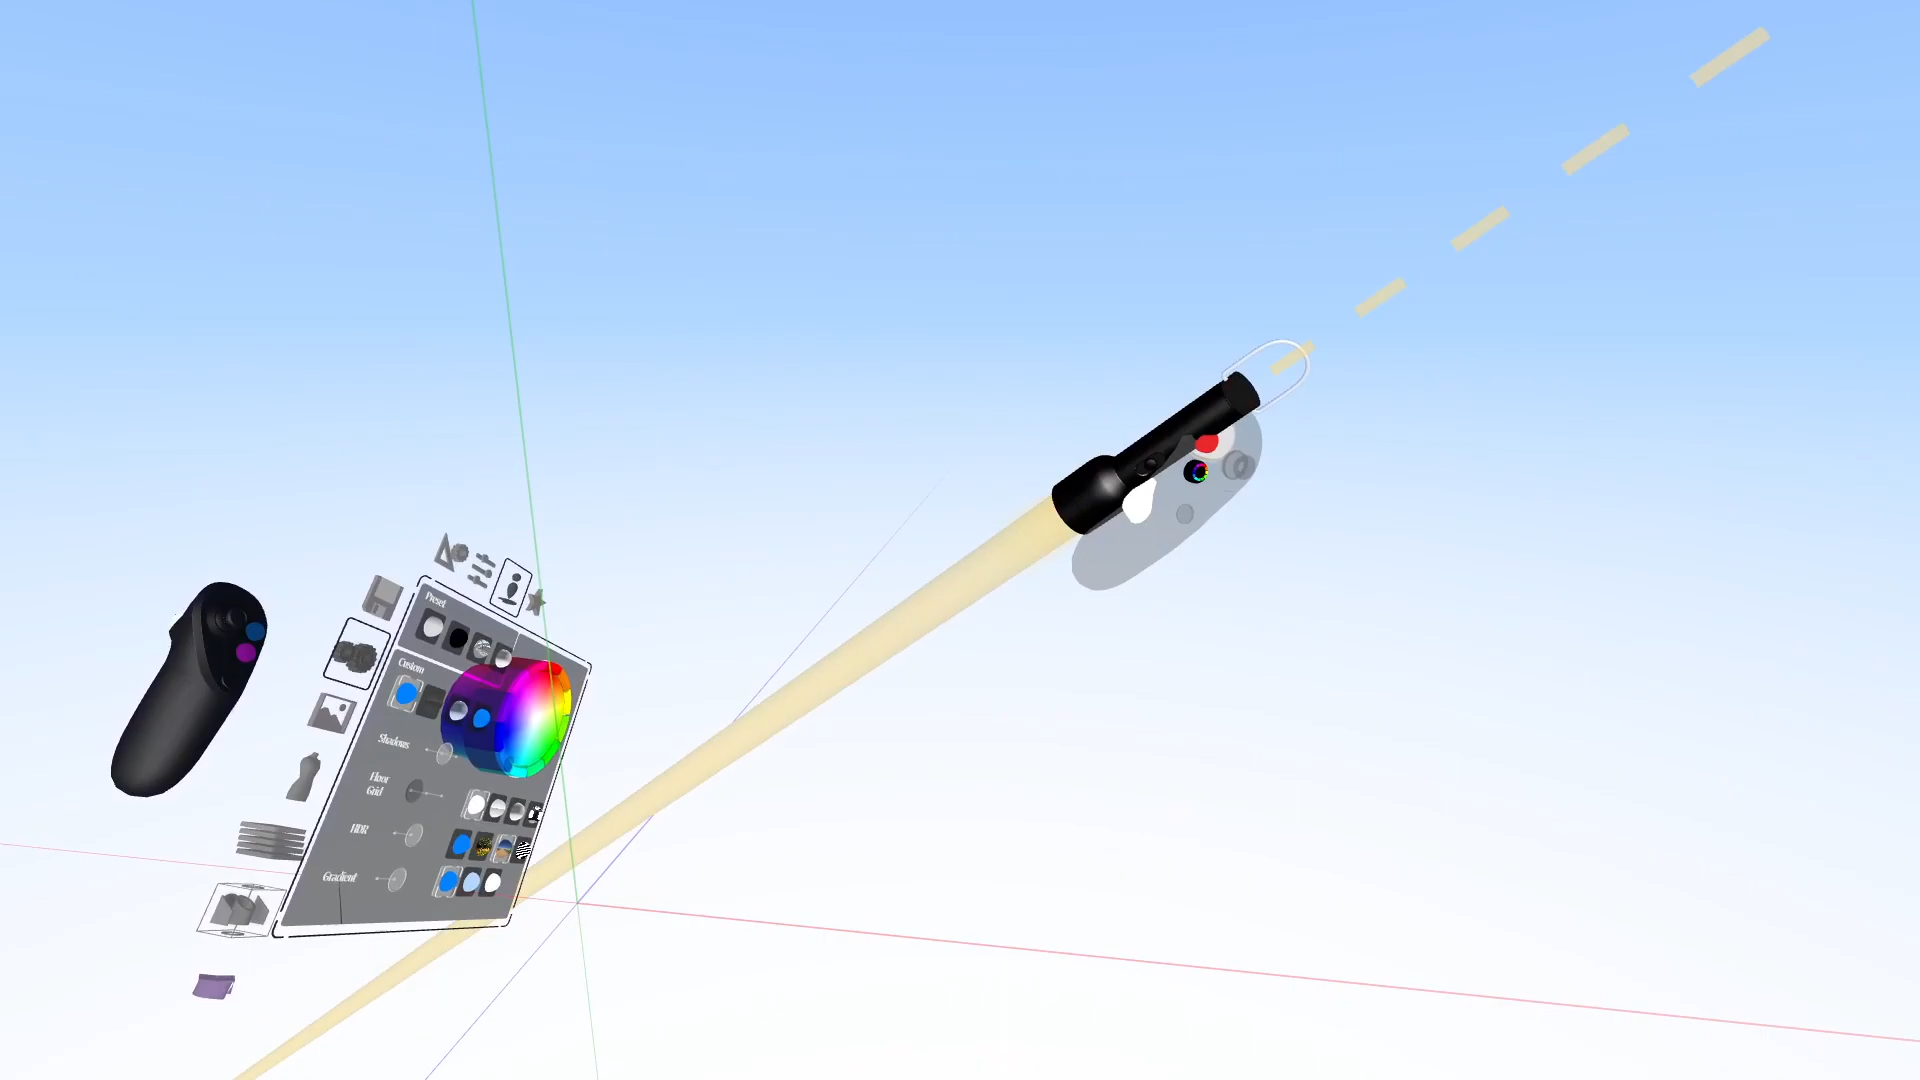 Preset
Custom
Shadows
Floor
Grid
HDR
Gradient